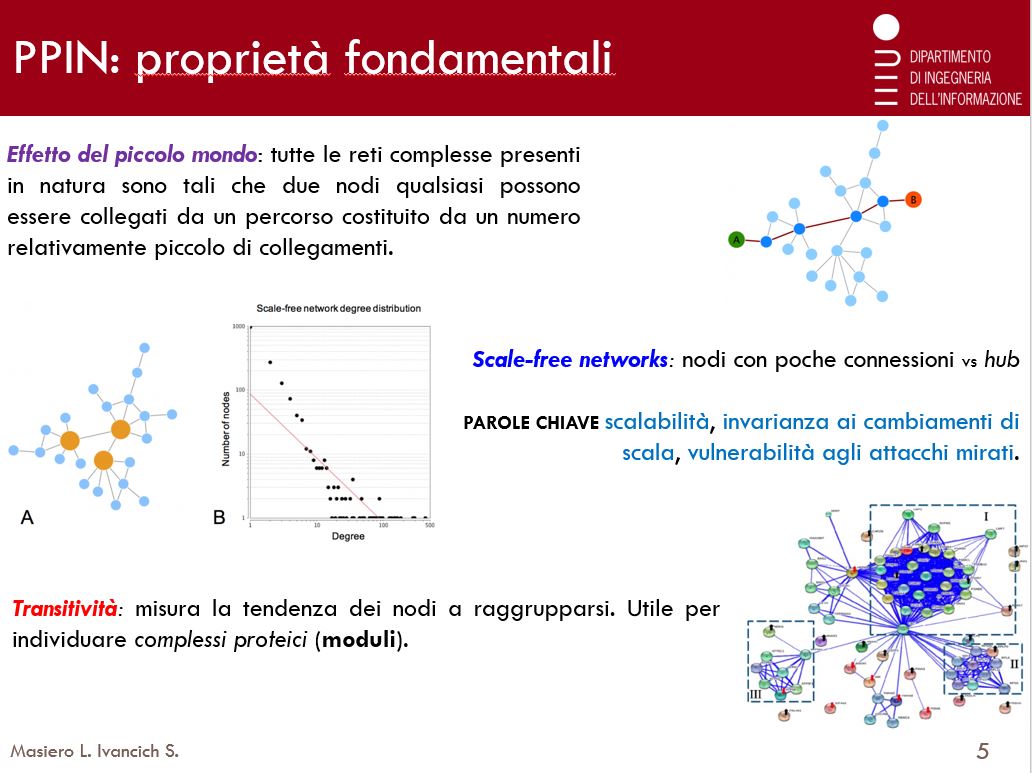 PPIN: proprietà fondamentali
DIPARTIMENTO
DI INGEGNERIA
DELL'INFORMAZIONE
Effetto del piccolo mondo: tutte le reti complesse presenti
in natura sono tali che due nodi qualsiasi possono
essere collegati da un percorso costituito da un numero
relativamente piccolo di collegamenti.
A
B
Scale-free network degree distribution
Number of nodes
1000
100
10
1
1
10
100
500
Degree
A
B
Scale-free networks: nodi con poche connessioni vs hub
PAROLE CHIAVE scalabilità, invarianza ai cambiamenti di
scala, vulnerabilità agli attacchi mirati.
Transitività: misura la tendenza dei nodi a raggrupparsi. Utile per
individuare complessi proteici (moduli).
I
II
III
Masiero L. Ivancich S.
5